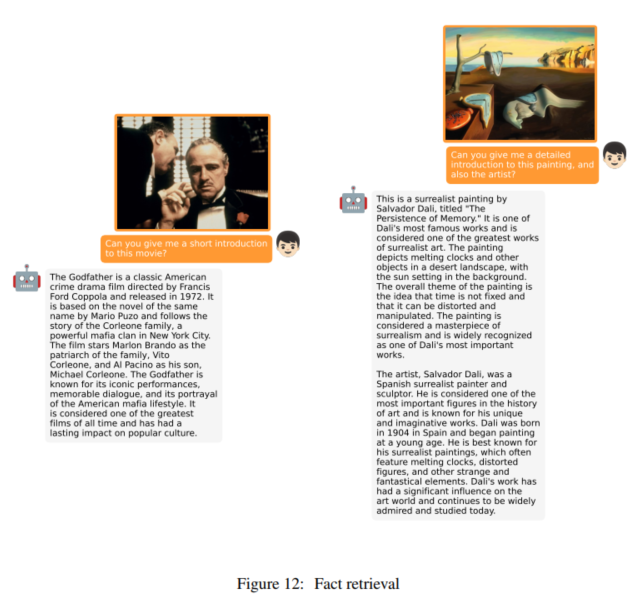 Can you give me a short introduction
to this movie?
The Godfather is a classic American
crime drama film directed by Francis
Ford Coppola and released in 1972. It
is based on the novel of the same
name by Mario Puzo and follows the
story of the Corleone family, a
powerful mafia clan in New York City.
The film stars Marlon Brando as the
patriarch of the family, Vito
Corleone, and Al Pacino as his son,
Michael Corleone. The Godfather is
known for its iconic performances,
memorable dialogue, and its portrayal
of the American mafia lifestyle. It
is considered one of the greatest
films of all time and has had a
lasting impact on popular culture.
Can you give me a detailed
introduction to this painting, and
also the artist?
This is a surrealist painting by
Salvador Dali, titled "The
Persistence of Memory." It is one of
Dali's most famous works and is
considered one of the greatest works
of surrealist art. The painting
depicts melting clocks and other
objects in a desert landscape, with
the sun setting in the background.
The overall theme of the painting is
the idea that time is not fixed and
that it can be distorted and
manipulated. The painting is
considered a masterpiece of
surrealism and is widely recognized
as one of Dali's most important
works.
The artist, Salvador Dali, was a
Spanish surrealist painter and
sculptor. He is considered one of the
most important figures in the history
of art and is known for his unique
and imaginative works. Dali was born
in 1904 in Spain and began painting
at a young age. He is best known for
his surrealist paintings, which often
feature melting clocks, distorted
figures, and other strange and
fantastical elements. Dali's work has
had a significant influence on the
art world and continues to be widely
admired and studied today.
Figure 12: Fact retrieval